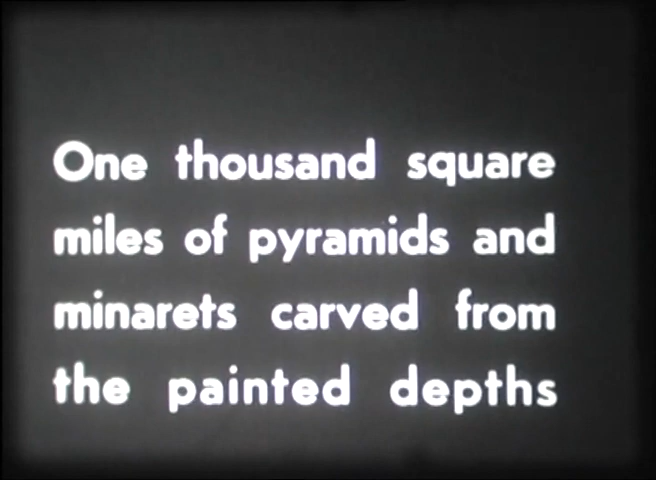 One thousand square
miles of pyramids and
minarets carved from
the painted depths